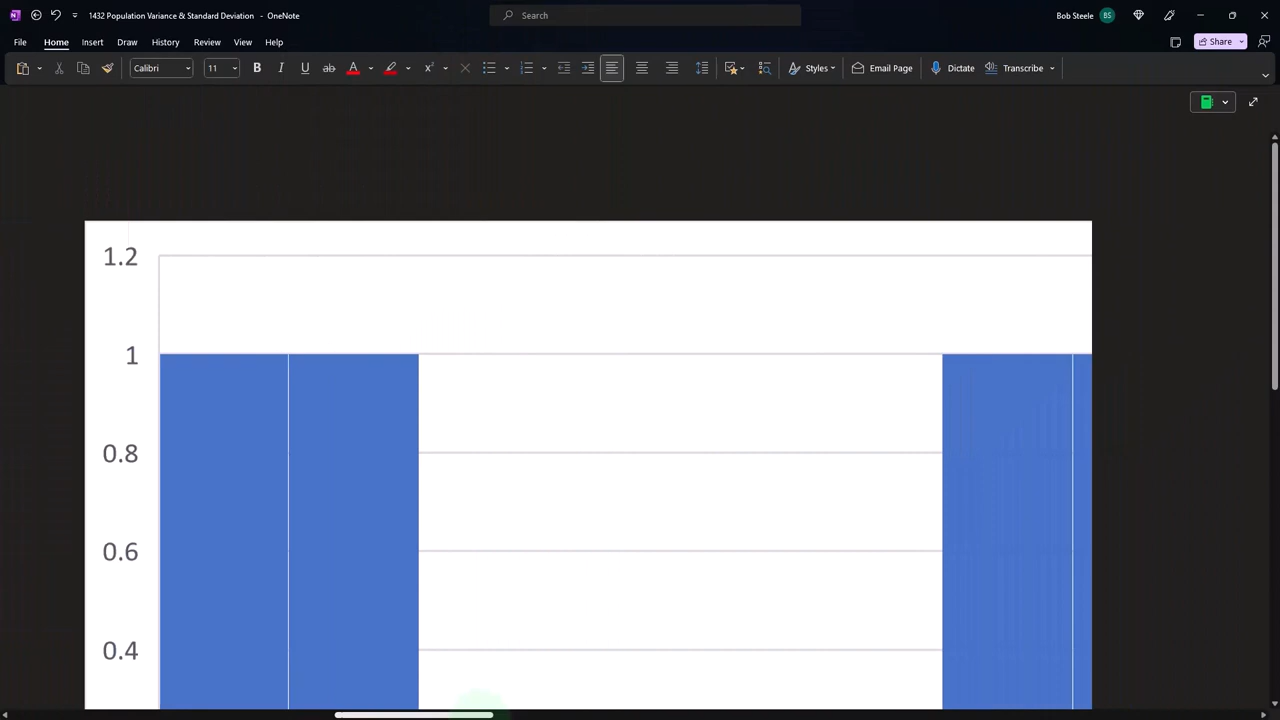 1432 Population Variance & Standard Deviation - OneNote
Search
Bob Steele BS
File Home Insert Draw History Review View Help
Share
Calibri 11 B I U ab A x Styles Email Page Dictate Transcribe
1.2
1
0.8
0.6
0.4